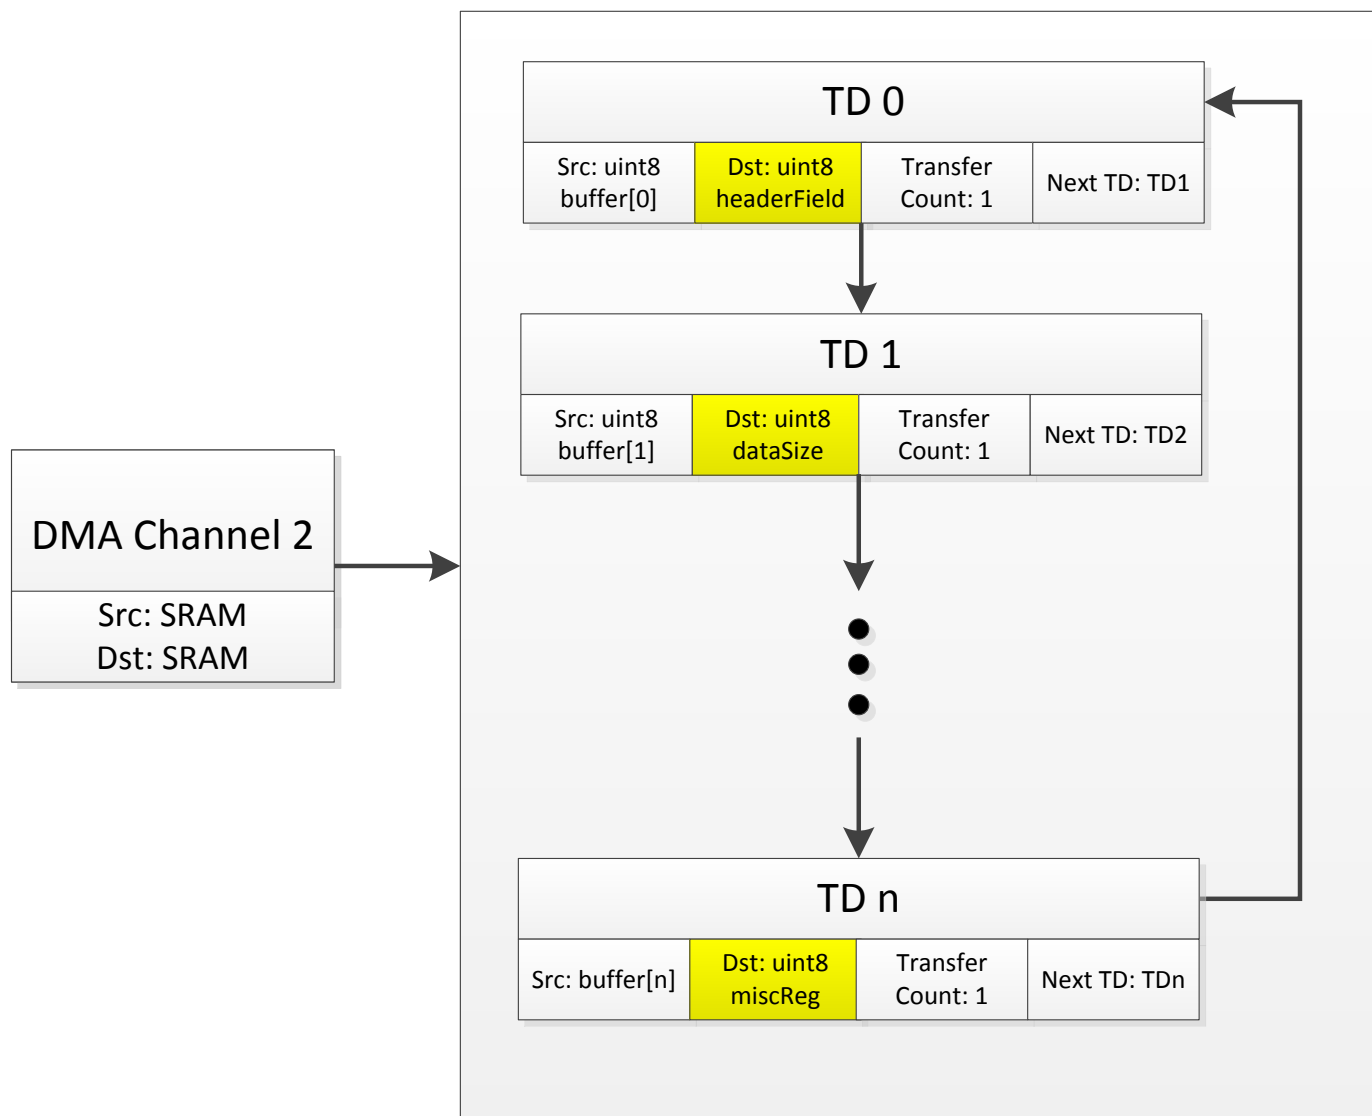 TD 0
Src: uint8
buffer[0]
Dst: uint8
headerField
Transfer
Count: 1
Next TD: TD1
TD 1
Src: uint8
buffer[1]
Dst: uint8
dataSize
Transfer
Count: 1
Next TD: TD2
DMA Channel 2
Src: SRAM
Dst: SRAM
TD n
Src: buffer[n]
Dst: uint8
miscReg
Transfer
Count: 1
Next TD: TDn